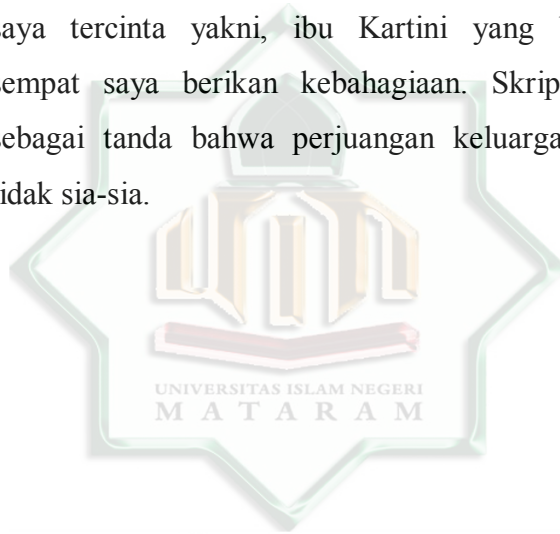 saya tercinta yakni, ibu Kartini yang
sempat saya berikan kebahagiaan.
sebagai tanda bahwa perjuangan keluarga
tidak sia-sia.
UNIVERSITAS ISLAM NEGERI
MATARAM